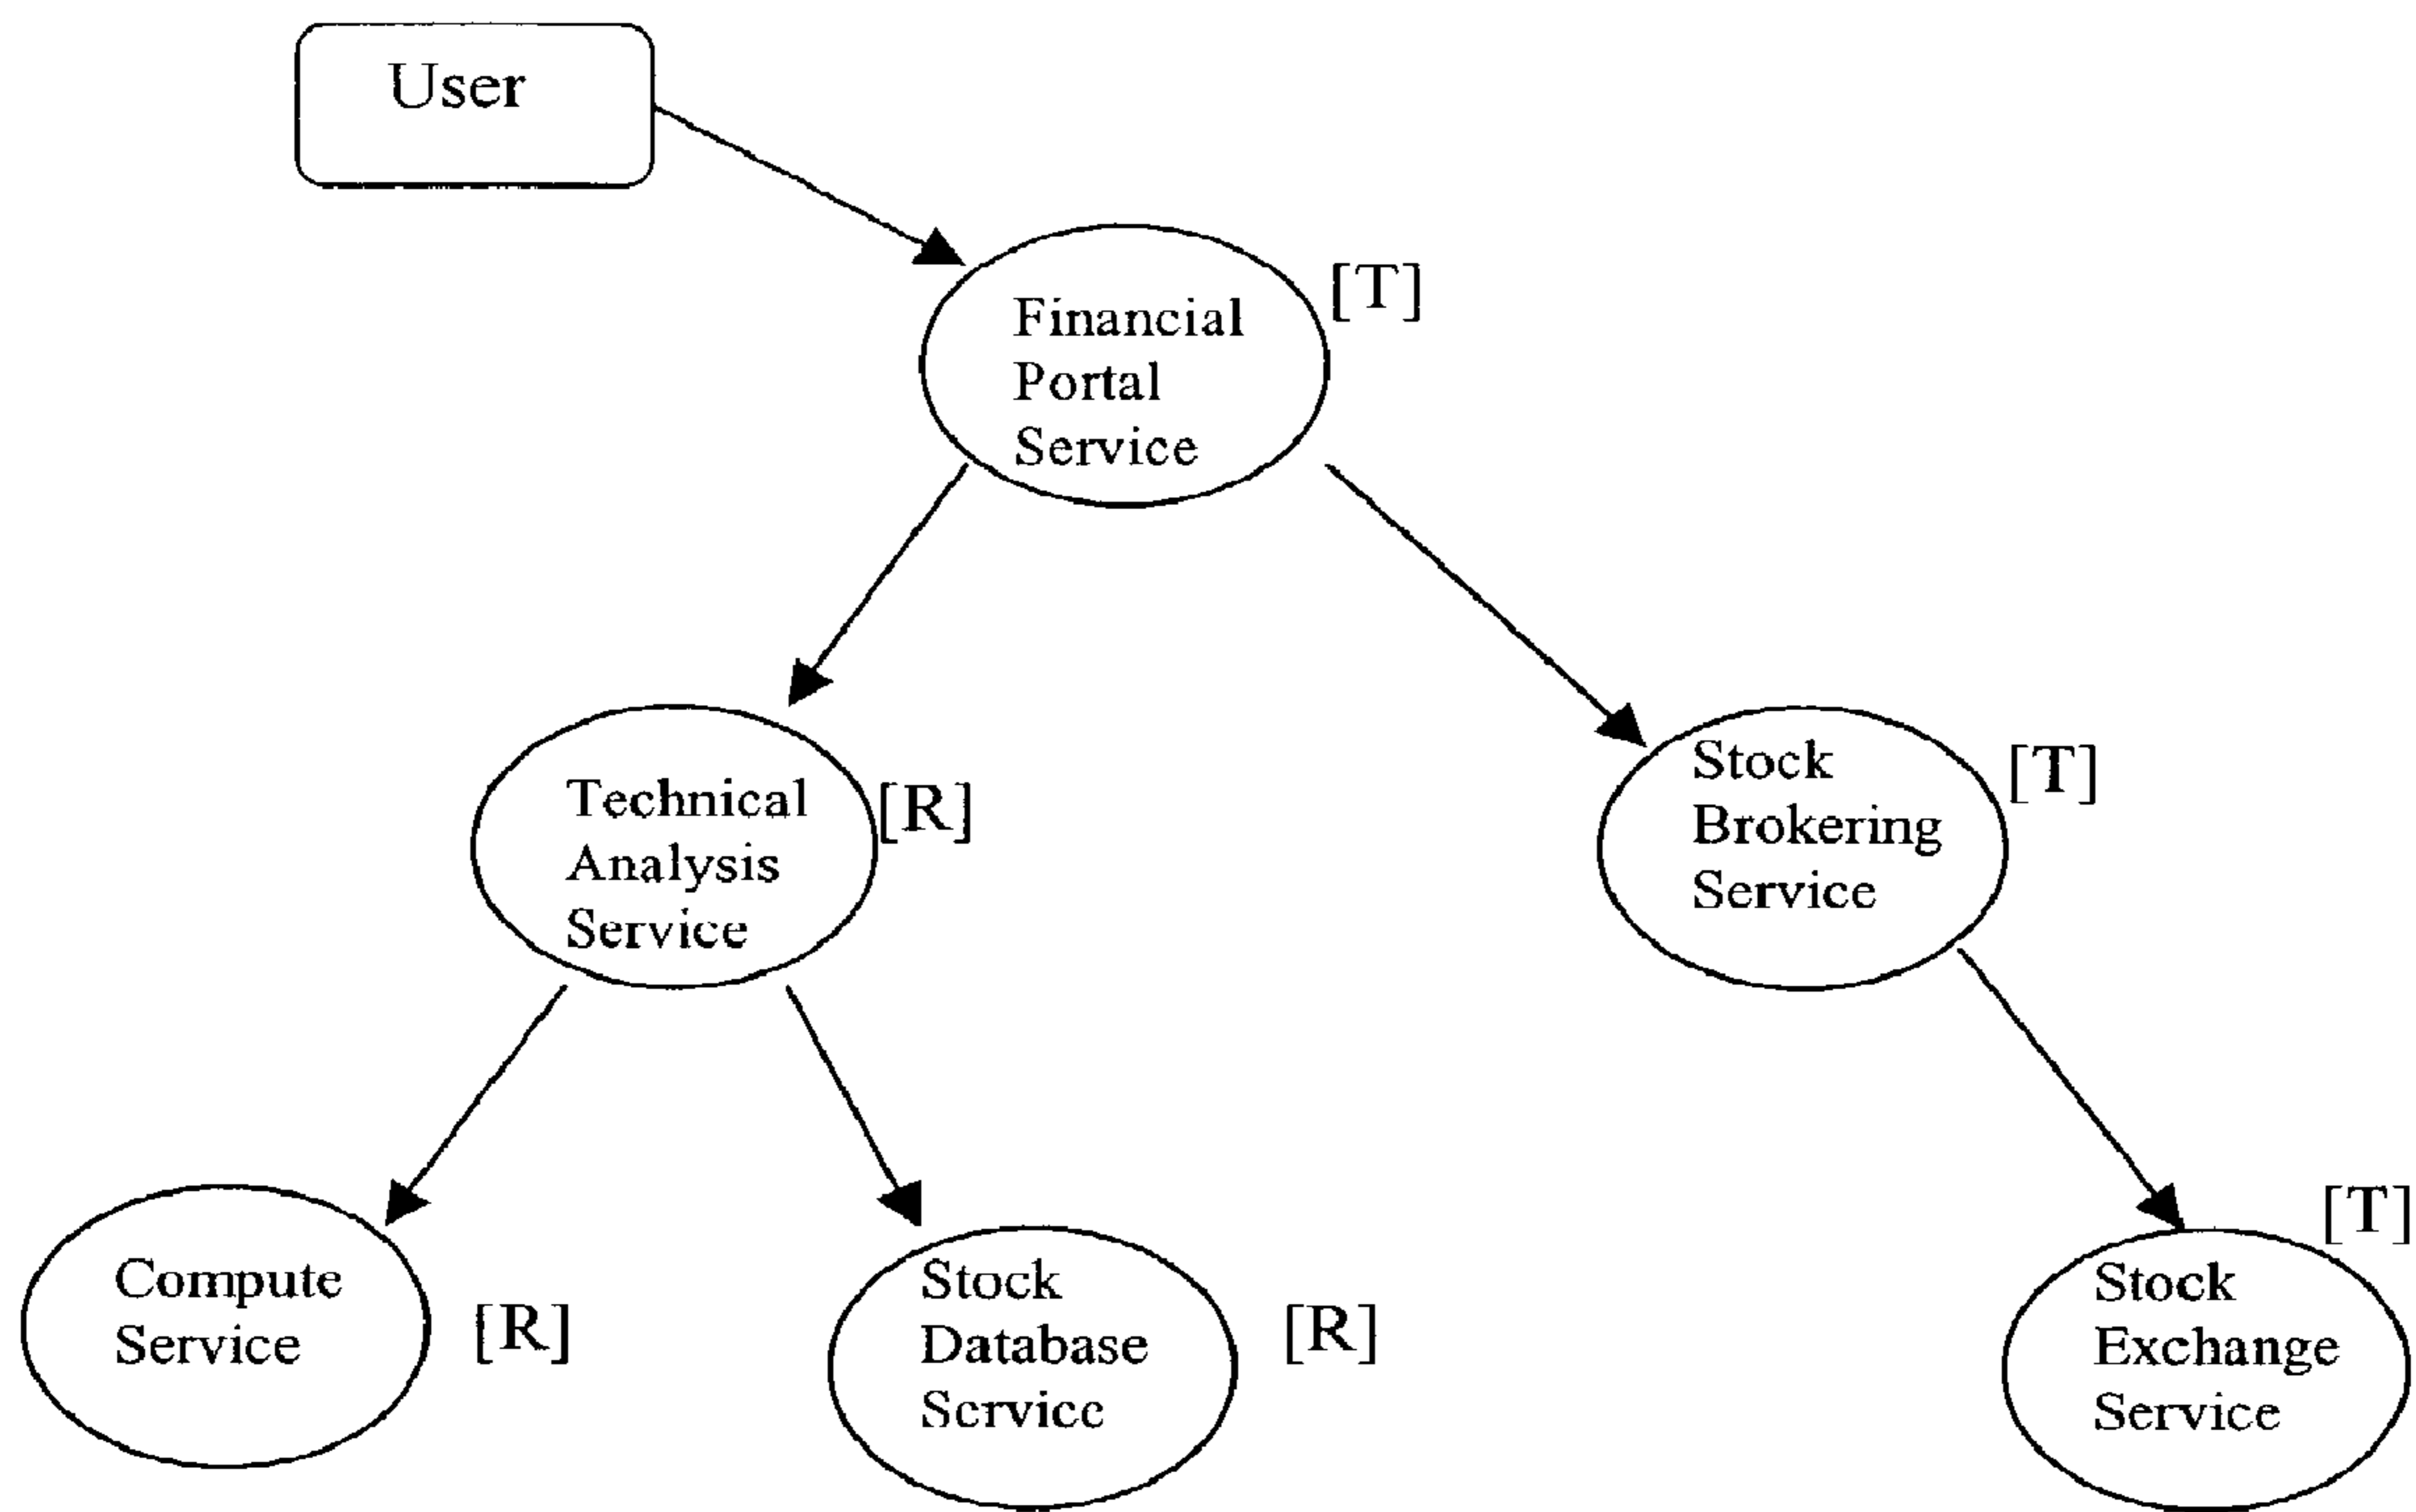 User
Financial
Portal
Service
[T]
Technical
Analysis
Service
[R]
Stock
Brokering
Service
[T]
Compute
Service
[R]
Stock
Database
Service
[R]
Stock
Exchange
Service
[T]